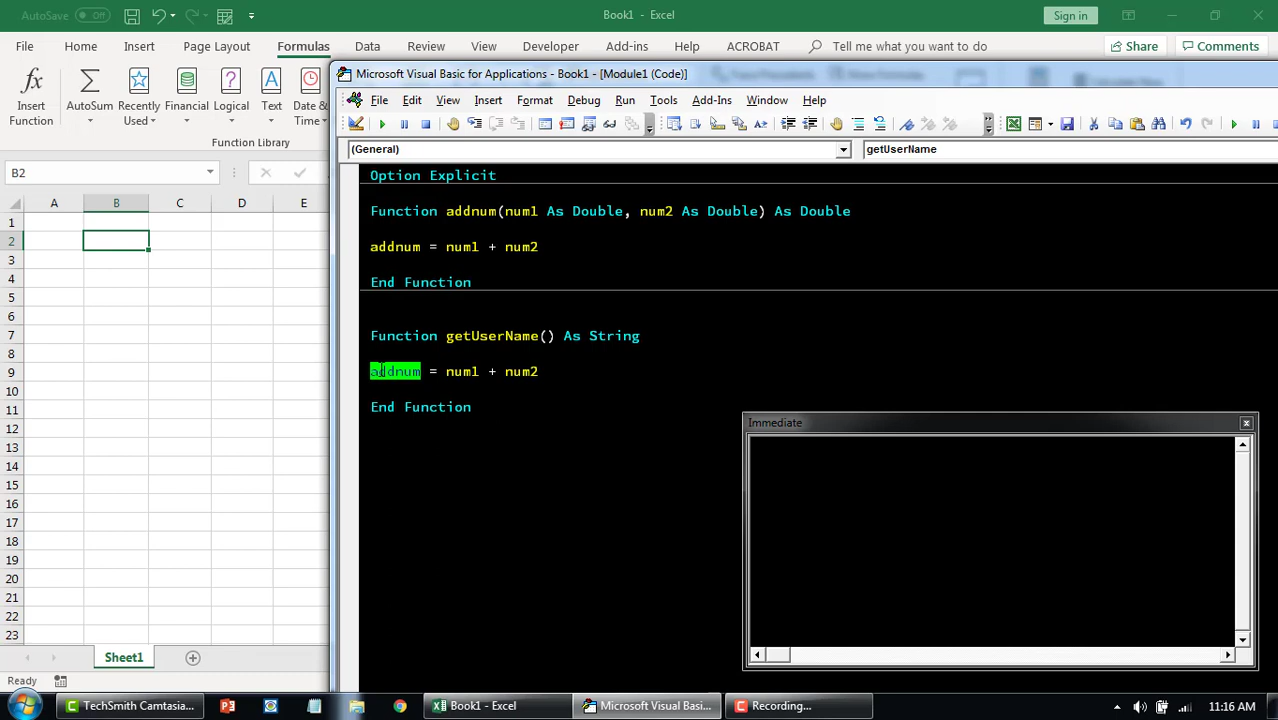 AutoSave Off
Book1 - Excel
Sign in
File Home Insert Page Layout Formulas Data Review View Developer Add-ins Help ACROBAT Tell me what you want to do Share Comments
Insert Function
AutoSum
Recently Used
Financial
Logical
Text
Date & Time
Function Library
B2
A B C D E
1
2
3
4
5
6
7
8
9
10
11
12
13
14
15
16
17
18
19
20
21
22
23
Sheet1
Ready
Microsoft Visual Basic for Applications - Book1 - [Module1 (Code)]
File Edit View Insert Format Debug Run Tools Add-Ins Window Help
(General) getUserName
Option Explicit
Function addnum(num1 As Double, num2 As Double) As Double
addnum = num1 + num2
End Function
Function getUserName() As String
addnum = num1 + num2
End Function
Immediate
TechSmith Camtasia... Book1 - Excel Microsoft Visual Basi... Recording... 11:16 AM